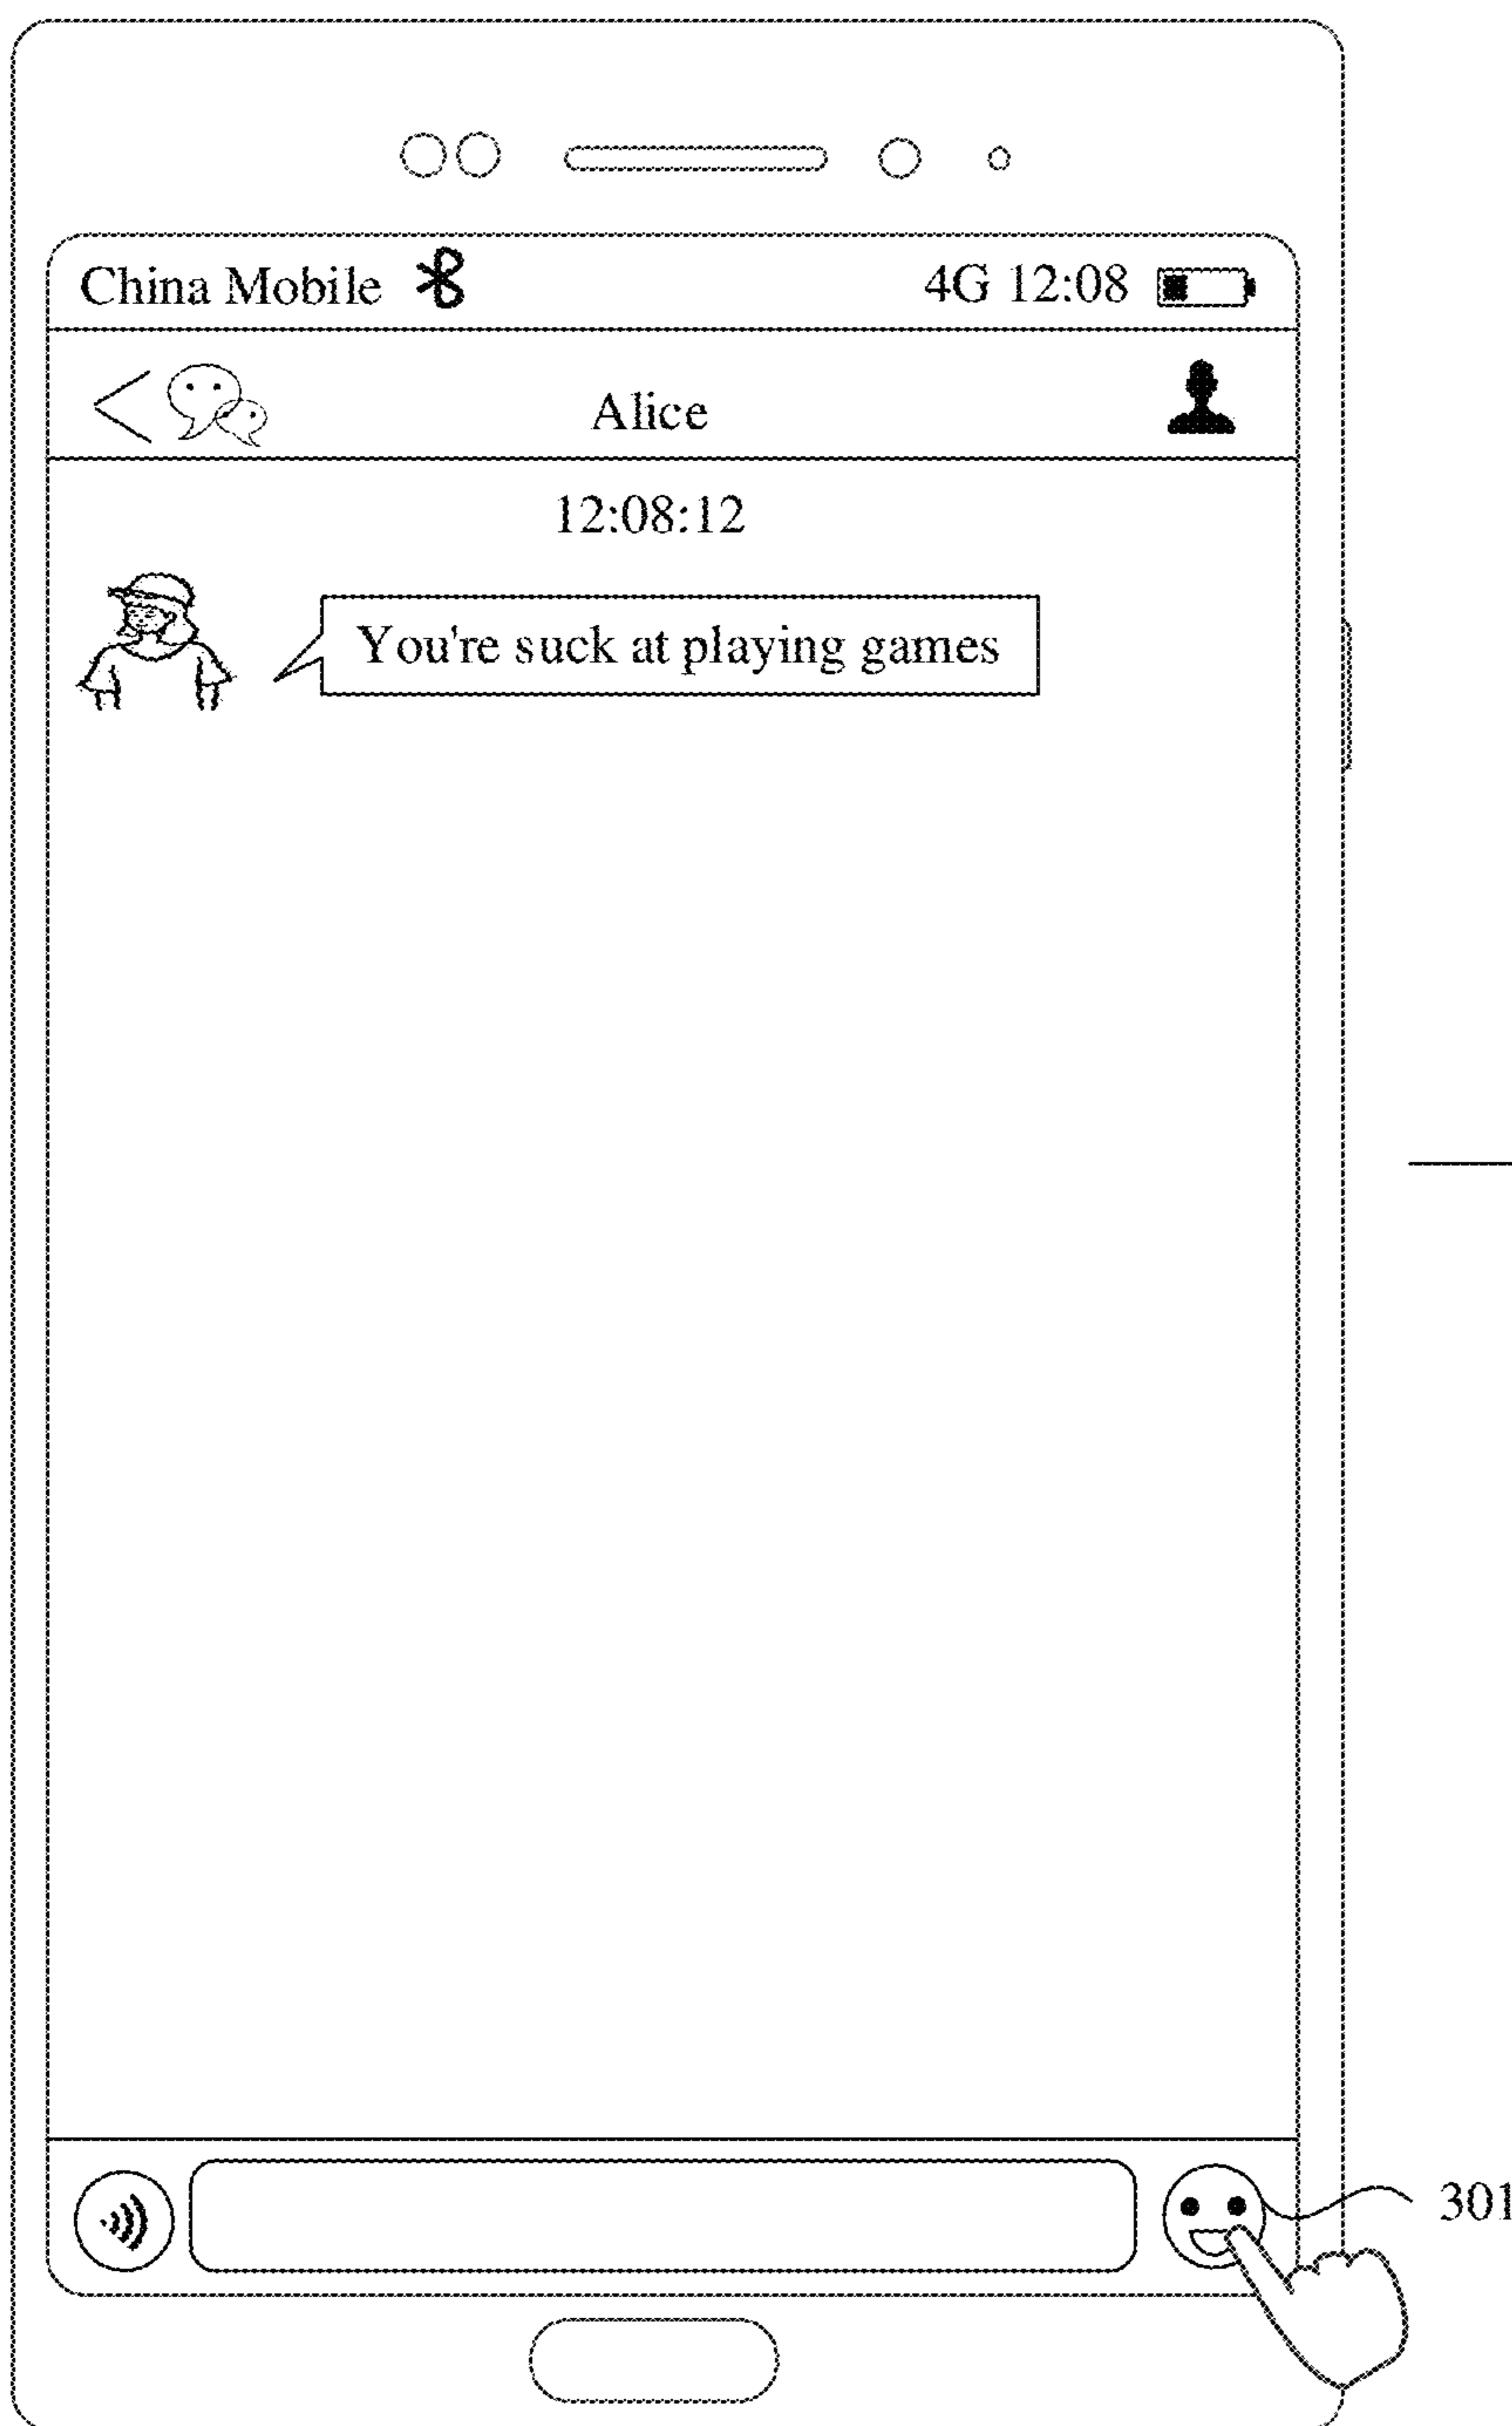 China Mobile 4G 12:08
Alice
12:08:12
You're suck at playing games
301